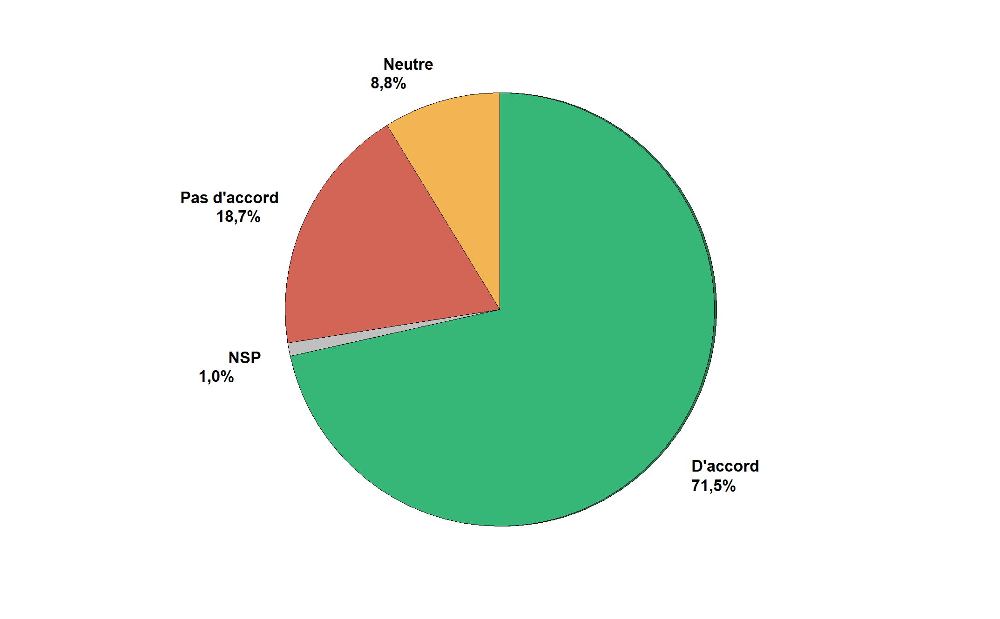 Neutre
8,8%
Pas d'accord
18,7%
NSP
1,0%
D'accord
71,5%